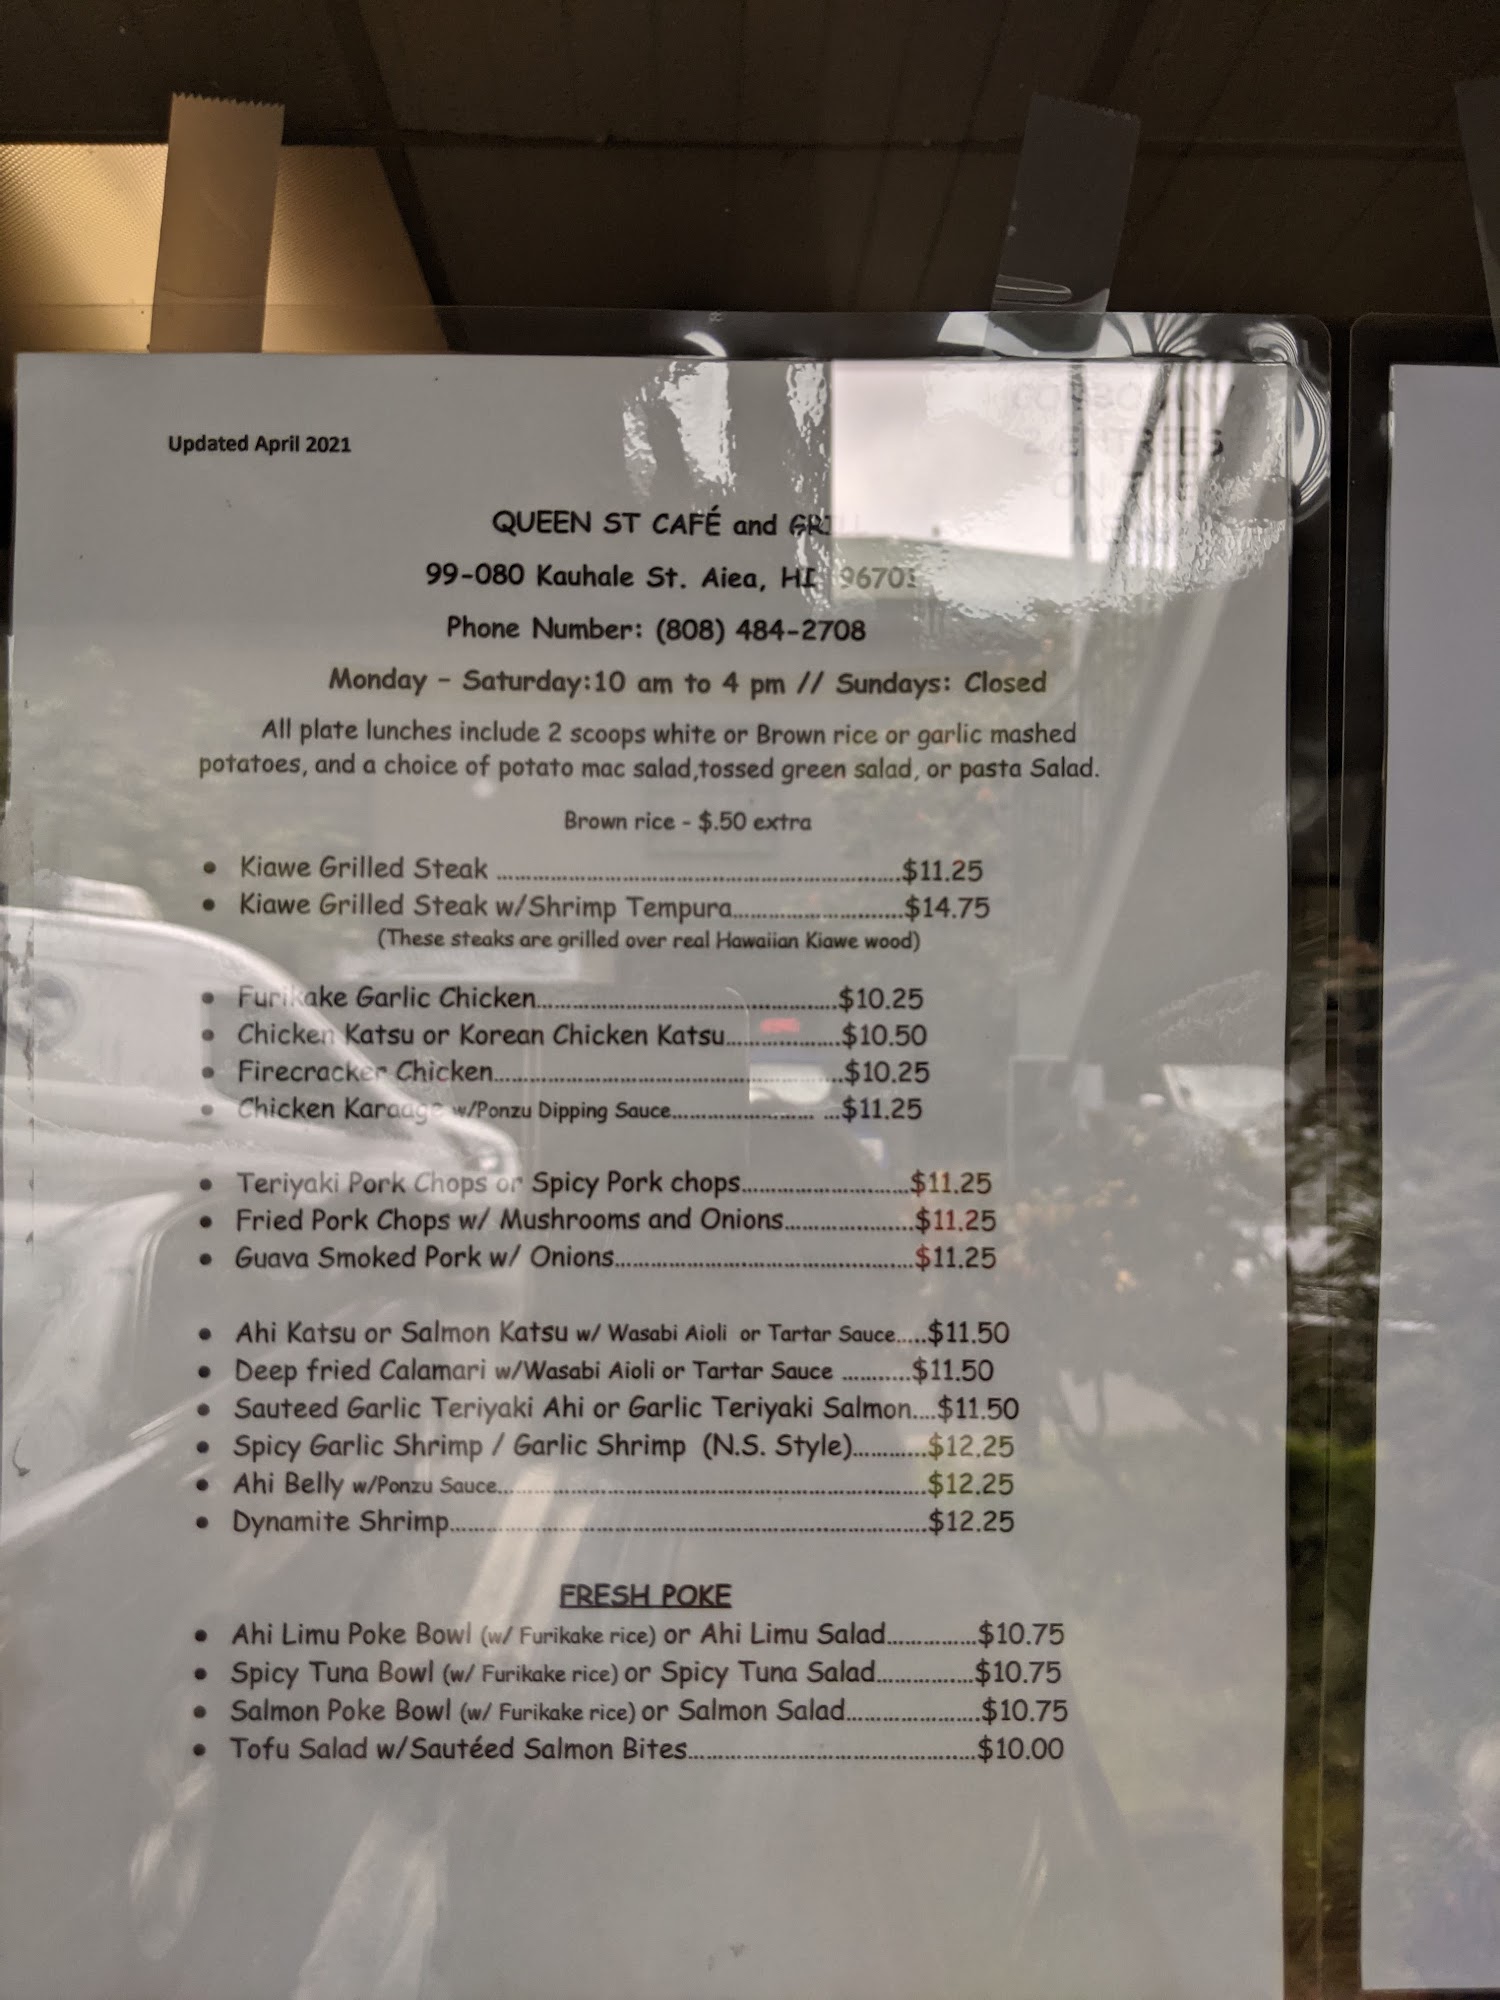 Updated April 2021
QUEEN ST CAFÉ and GRILL
99-080 Kauhale St. Aiea, HI 96701
Phone Number: (808) 484-2708
Monday - Saturday:10 am to 4 pm // Sundays: Closed
All plate lunches include 2 scoops white or Brown rice or garlic mashed
potatoes, and a choice of potato mac salad,tossed green salad, or pasta Salad.
Brown rice - $.50 extra
• Kiawe Grilled Steak ........................................................................$11.25
• Kiawe Grilled Steak w/Shrimp Tempura..............................$14.75
(These steaks are grilled over real Hawaiian Kiawe wood)
• Furikake Garlic Chicken.....................................................$10.25
• Chicken Katsu or Korean Chicken Katsu....................$10.50
• Firecracker Chicken..............................................................$10.25
• Chicken Karaage w/Ponzu Dipping Sauce......................... ...$11.25
• Teriyaki Pork Chops or Spicy Pork chops..............................$11.25
• Fried Pork Chops w/ Mushrooms and Onions.......................$11.25
• Guava Smoked Pork w/ Onions.....................................................$11.25
• Ahi Katsu or Salmon Katsu w/ Wasabi Aioli or Tartar Sauce.....$11.50
• Deep fried Calamari w/Wasabi Aioli or Tartar Sauce ............$11.50
• Sauteed Garlic Teriyaki Ahi or Garlic Teriyaki Salmon....$11.50
• Spicy Garlic Shrimp / Garlic Shrimp (N.S. Style).............$12.25
• Ahi Belly w/Ponzu Sauce............................................................................$12.25
• Dynamite Shrimp.....................................................................................$12.25
FRESH POKE
• Ahi Limu Poke Bowl (w/ Furikake rice) or Ahi Limu Salad................$10.75
• Spicy Tuna Bowl (w/ Furikake rice) or Spicy Tuna Salad.................$10.75
• Salmon Poke Bowl (w/ Furikake rice) or Salmon Salad........................$10.75
• Tofu Salad w/Sautéed Salmon Bites...................................................$10.00